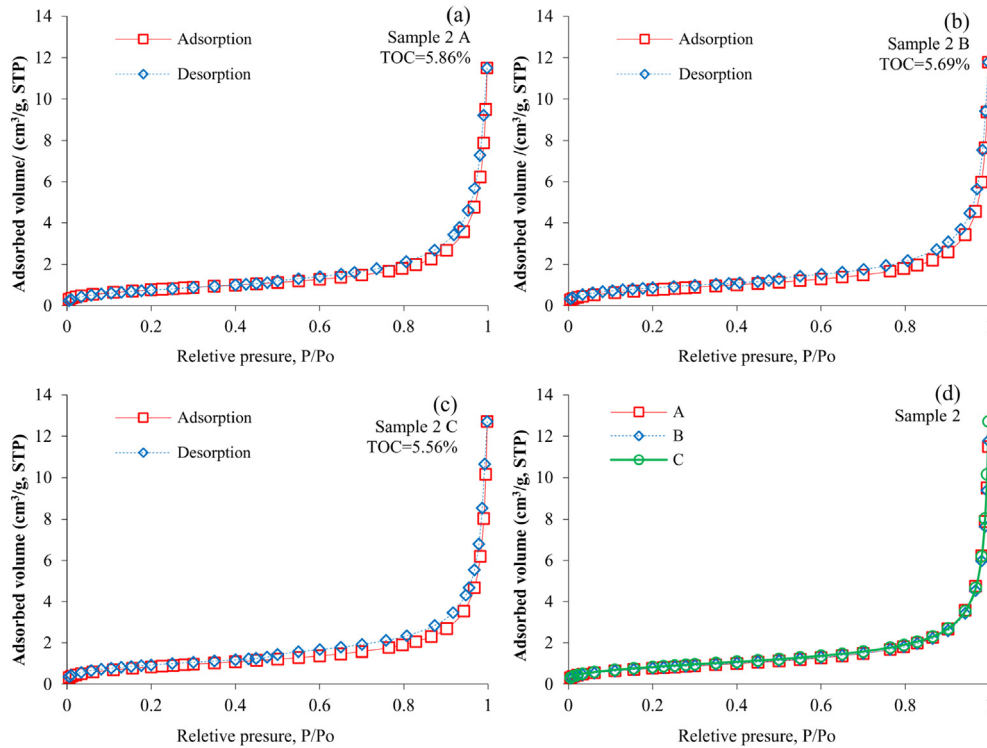 (a)
Sample 2 A
TOC=5.86%
Adsorption
Desorption
Adsorbed volume/ (cm³/g, STP)
14
12
10
8
6
4
2
0
0 0.2 0.4 0.6 0.8 1
Reletive presure, P/Po
(b)
Sample 2 B
TOC=5.69%
Adsorption
Desorption
Adsorbed volume /(cm³/g, STP)
14
12
10
8
6
4
2
0
0 0.2 0.4 0.6 0.8
Reletive presure, P/Po
(c)
Sample 2 C
TOC=5.56%
Adsorption
Desorption
Adsorbed volume (cm³/g, STP)
14
12
10
8
6
4
2
0
0 0.2 0.4 0.6 0.8 1
Reletive presure, P/Po
(d)
Sample 2
A
B
C
Adsorbed volume (cm³/g, STP)
14
12
10
8
6
4
2
0
0 0.2 0.4 0.6 0.8 1
Reletive presure, P/Po